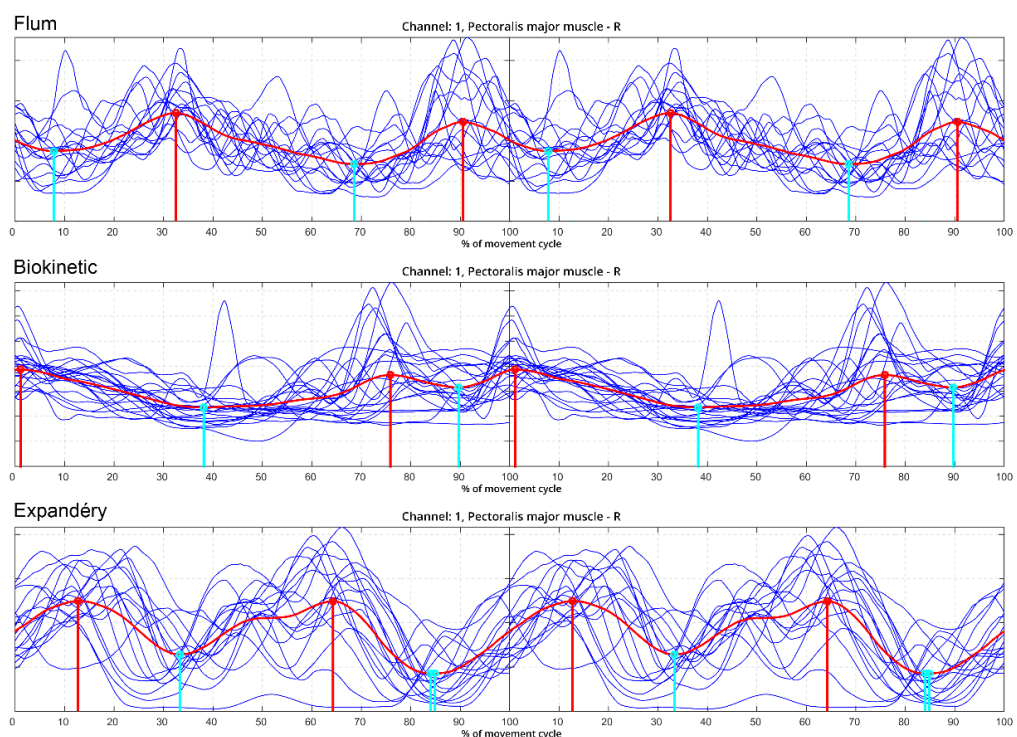 Flum
Channel: 1, Pectoralis major muscle - R
0 10 20 30 40 50 60 70 80 90 100 10 20 30 40 50 60 70 80 90 100
% of movement cycle
Biokinetic
Channel: 1, Pectoralis major muscle - R
0 10 20 30 40 50 60 70 80 90 100 10 20 30 40 50 60 70 80 90 100
% of movement cycle
Expandéry
Channel: 1, Pectoralis major muscle - R
0 10 20 30 40 50 60 70 80 90 100 10 20 30 40 50 60 70 80 90 100
% of movement cycle